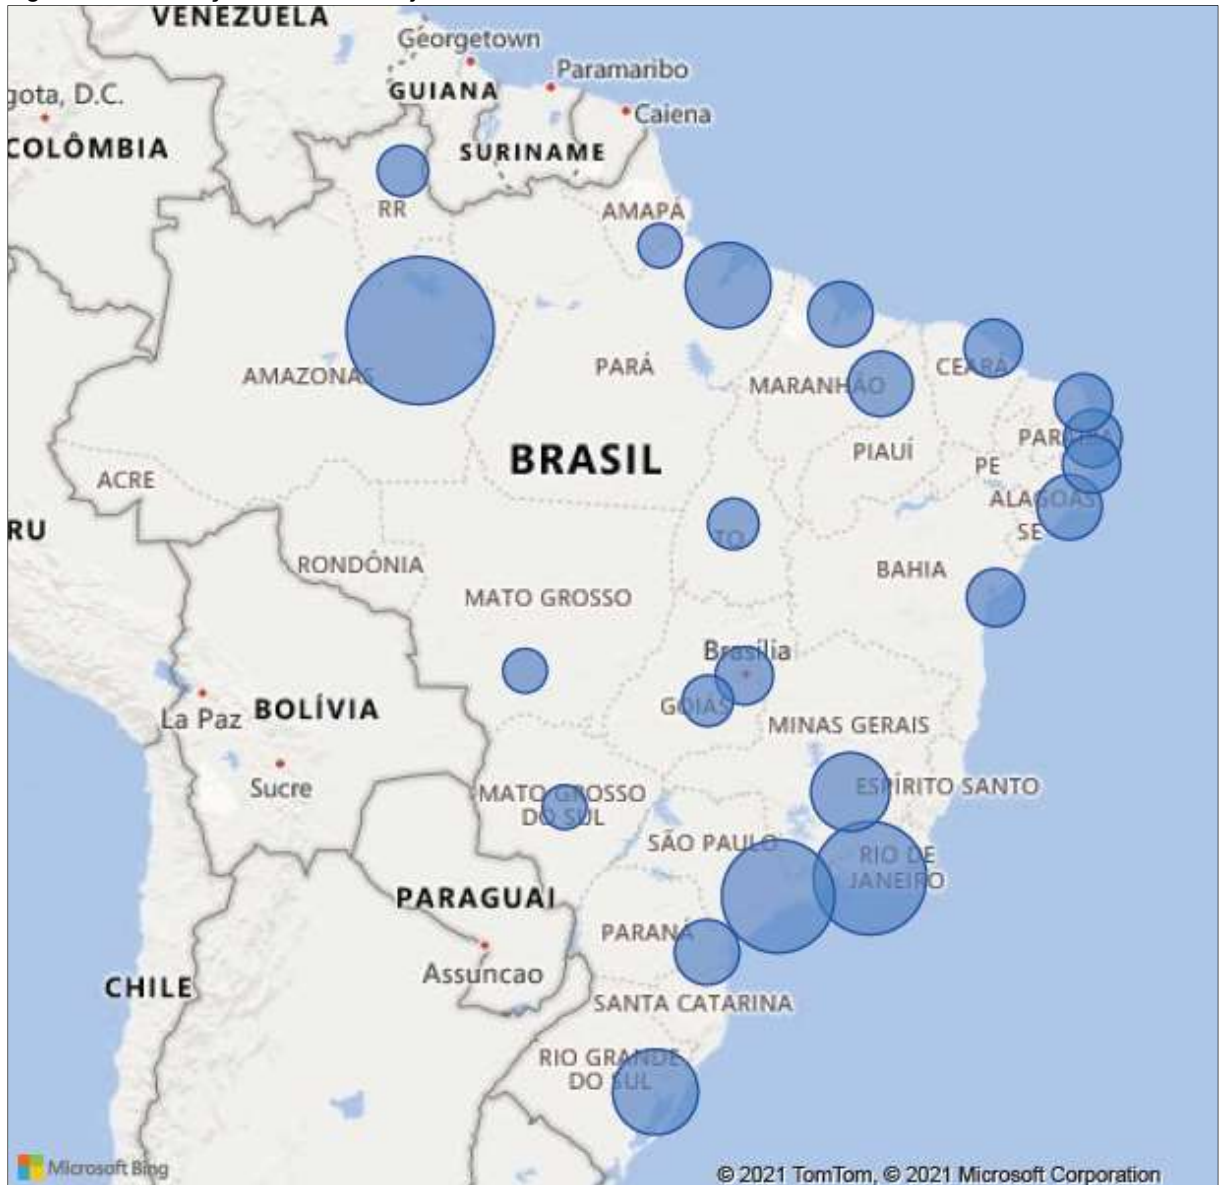 VENEZUELA
Georgetown
Paramaribo
gota, D.C.
GUIANA
Caiena
COLÔMBIA
SURINAME
RR
AMAPÁ
AMAZONAS
PARÁ
MARANHÃO
CEARÁ
BRASIL
PARAÍBA
PIAUÍ
PE
ACRE
ALAGOAS
RU
TO
SE
RONDÔNIA
BAHIA
MATO GROSSO
Brasília
La Paz
BOLÍVIA
GOIÁS
MINAS GERAIS
Sucre
MATO GROSSO
DO SUL
ESPÍRITO SANTO
SÃO PAULO
RIO DE
JANEIRO
PARAGUAI
PARANÁ
Assuncao
CHILE
SANTA CATARINA
RIO GRANDE
DO SUL
Microsoft Bing
© 2021 TomTom, © 2021 Microsoft Corporation